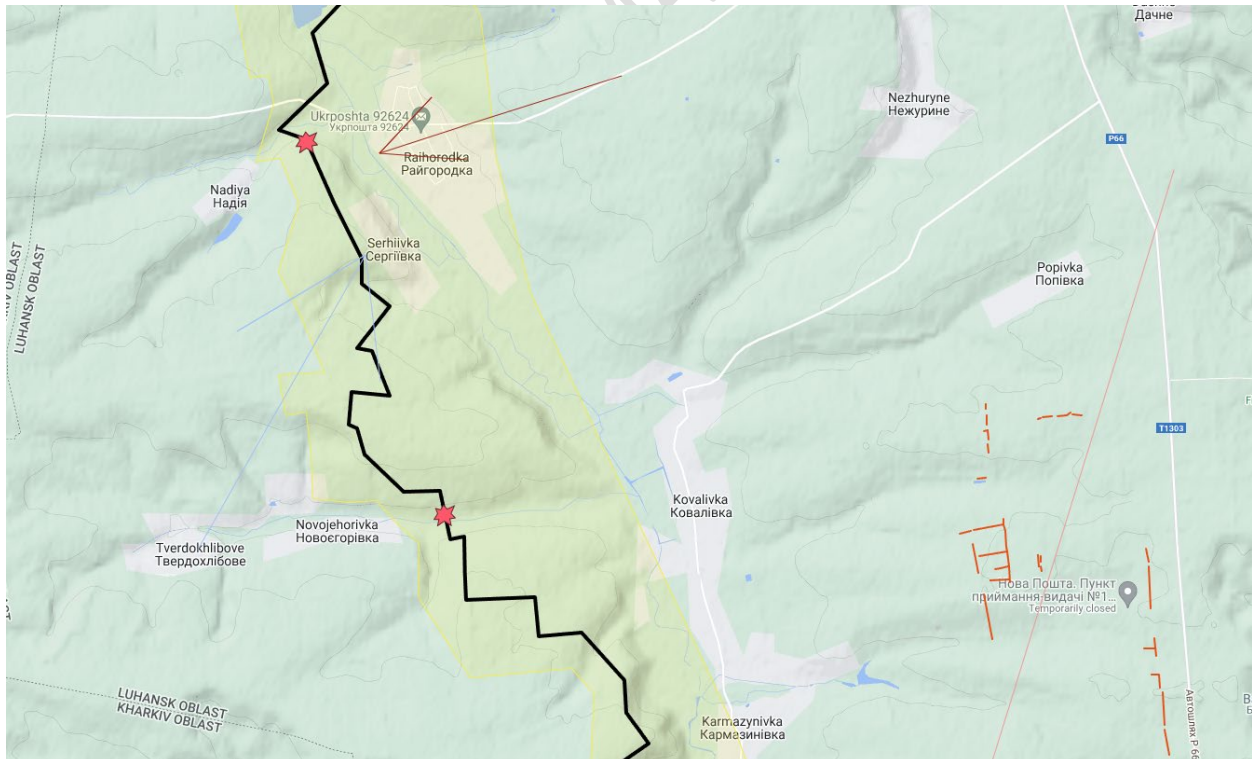 Дачне
Nezhuryne
Нежурине
Ukrposhta 92624
Укрпошта 92624
P66
Raihorodka
Райгородка
Nadiya
Надія
Serhiivka
Сергіївка
LUHANSK OBLAST
Popivka
Попівка
T1303
Kovalivka
Ковалівка
Novojehorivka
Новоєгорівка
Tverdokhlibove
Твердохлібове
Нова Пошта. Пункт
приймання-видачі №1...
Temporarily closed
LUHANSK OBLAST
KHARKIV OBLAST
Karmazynivka
Кармазинівка
Автошлях Р 66